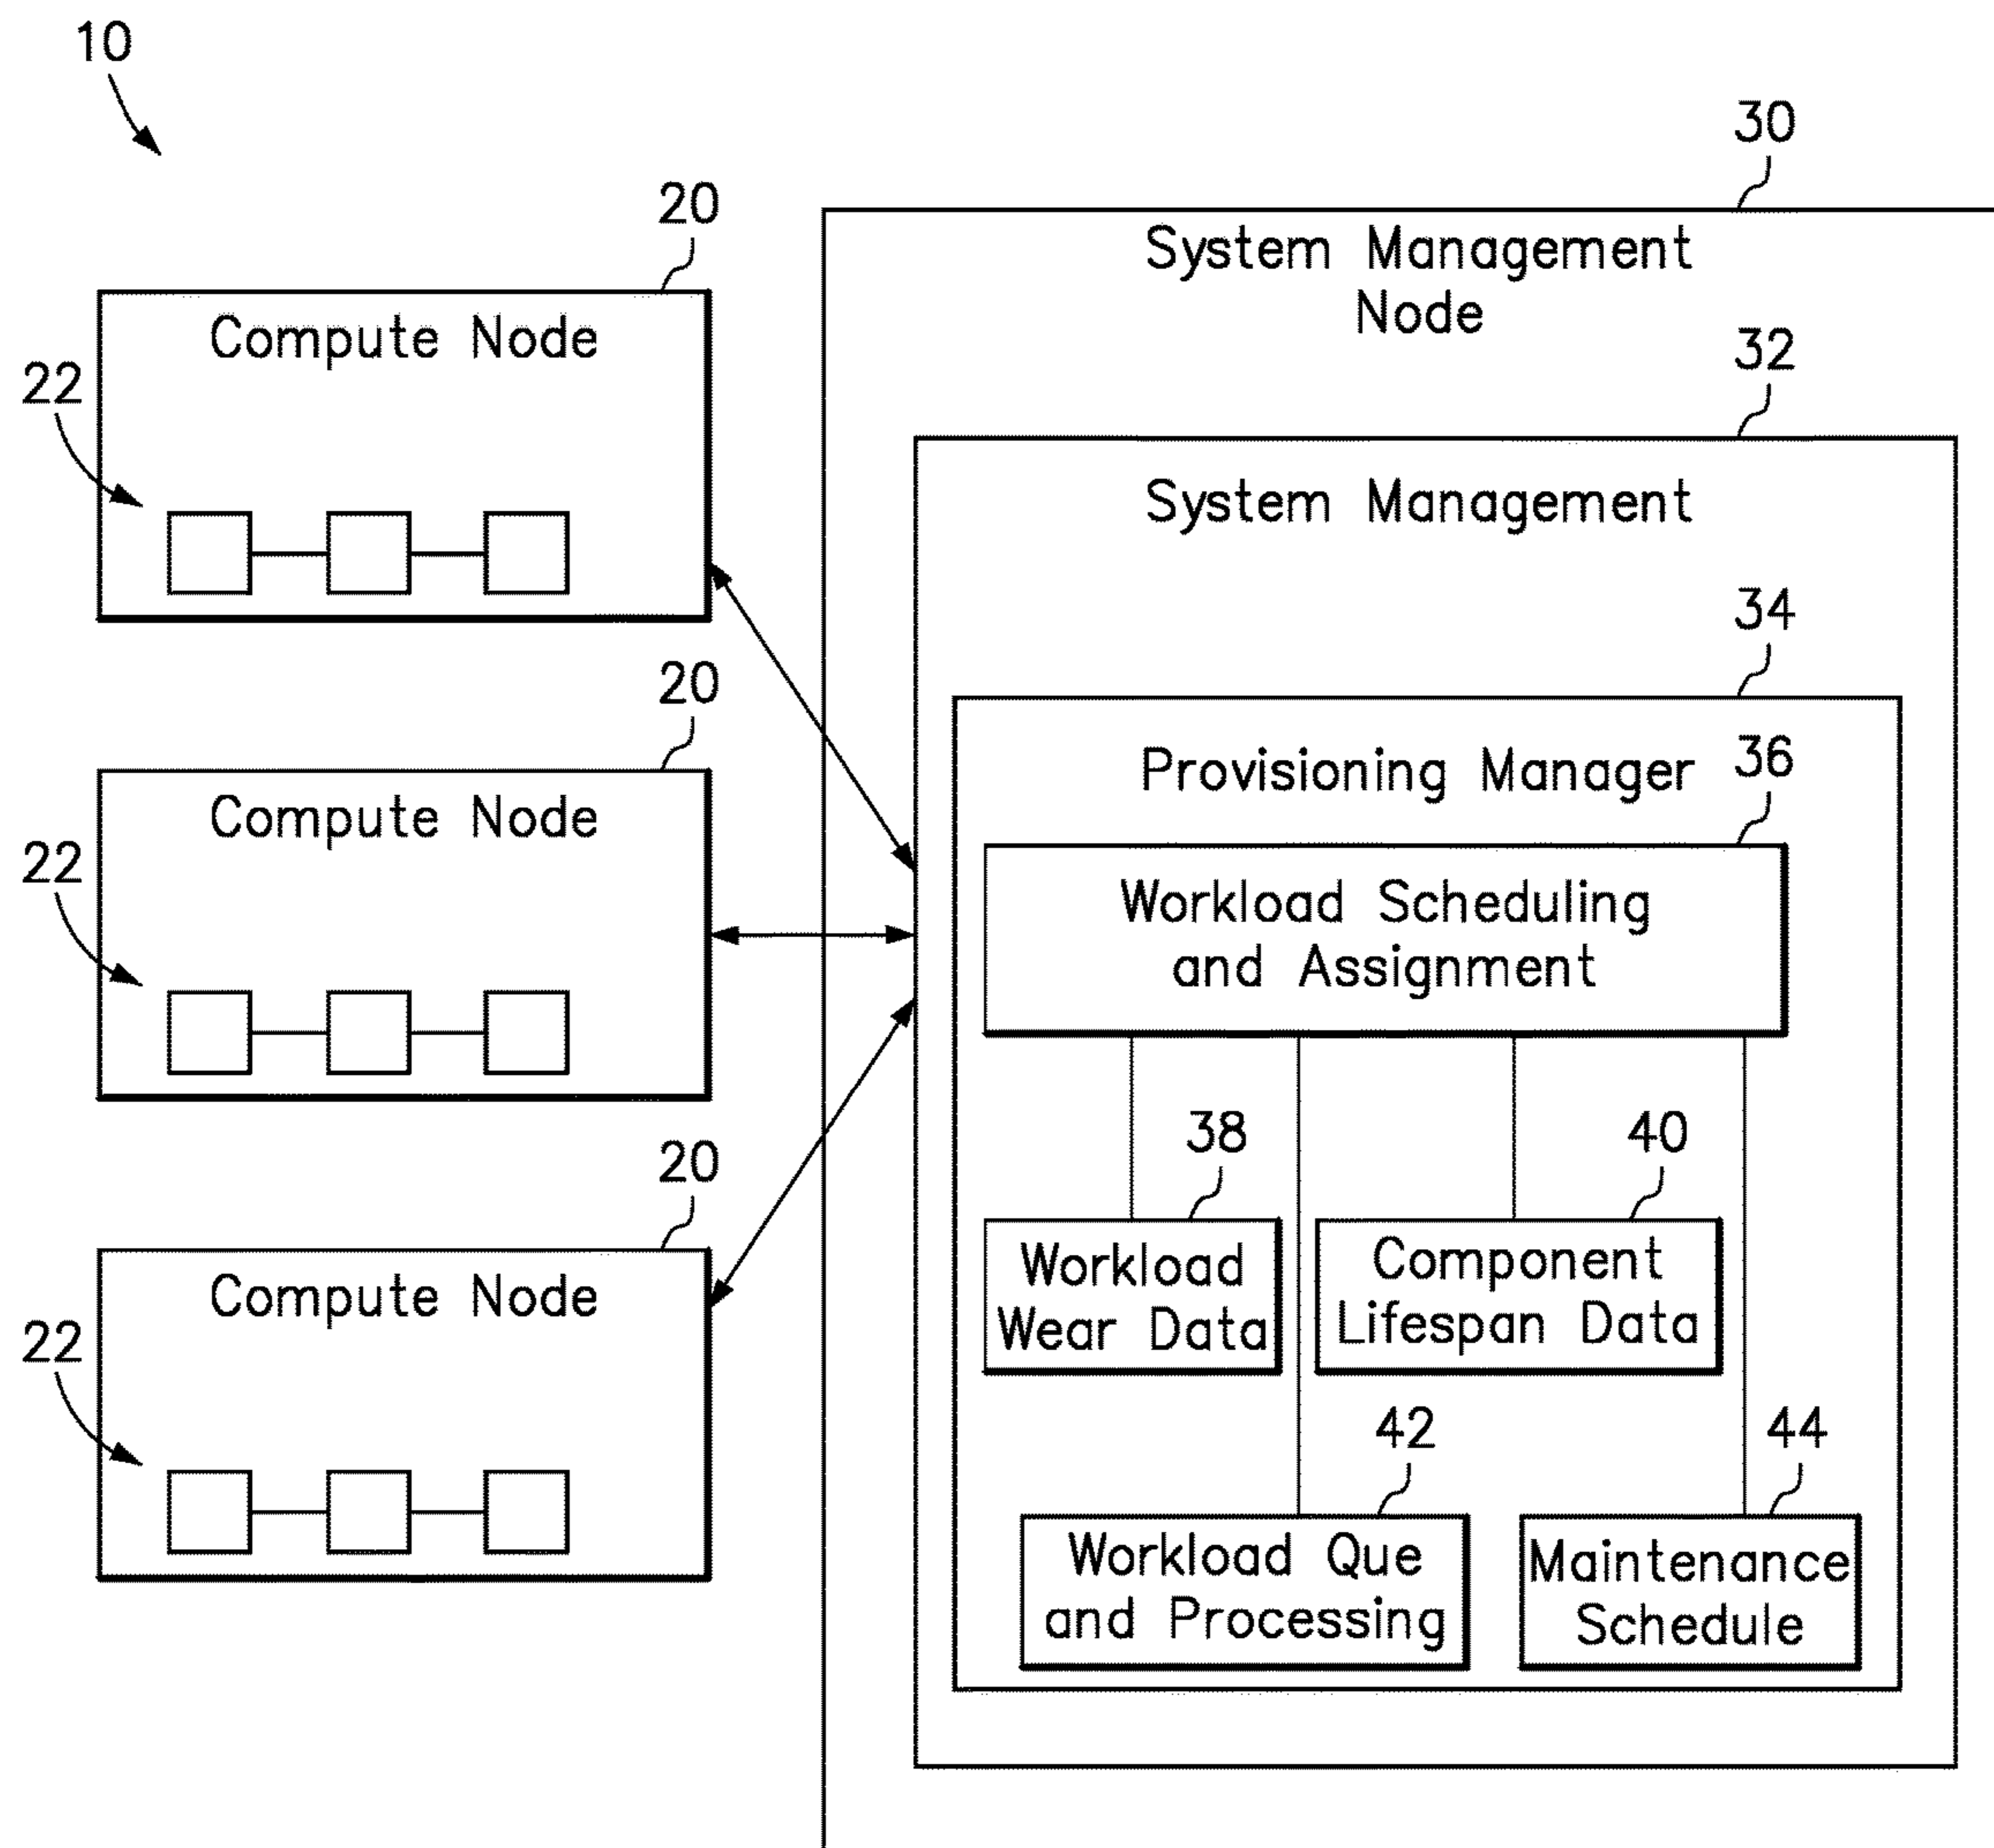 10
30
20
System Management
Node
Compute Node
32
22
System Management
34
20
Provisioning Manager
36
Compute Node
22
Workload Scheduling
and Assignment
38
40
20
Workload
Wear Data
Component
Lifespan Data
Compute Node
22
42
44
Workload Que
and Processing
Maintenance
Schedule